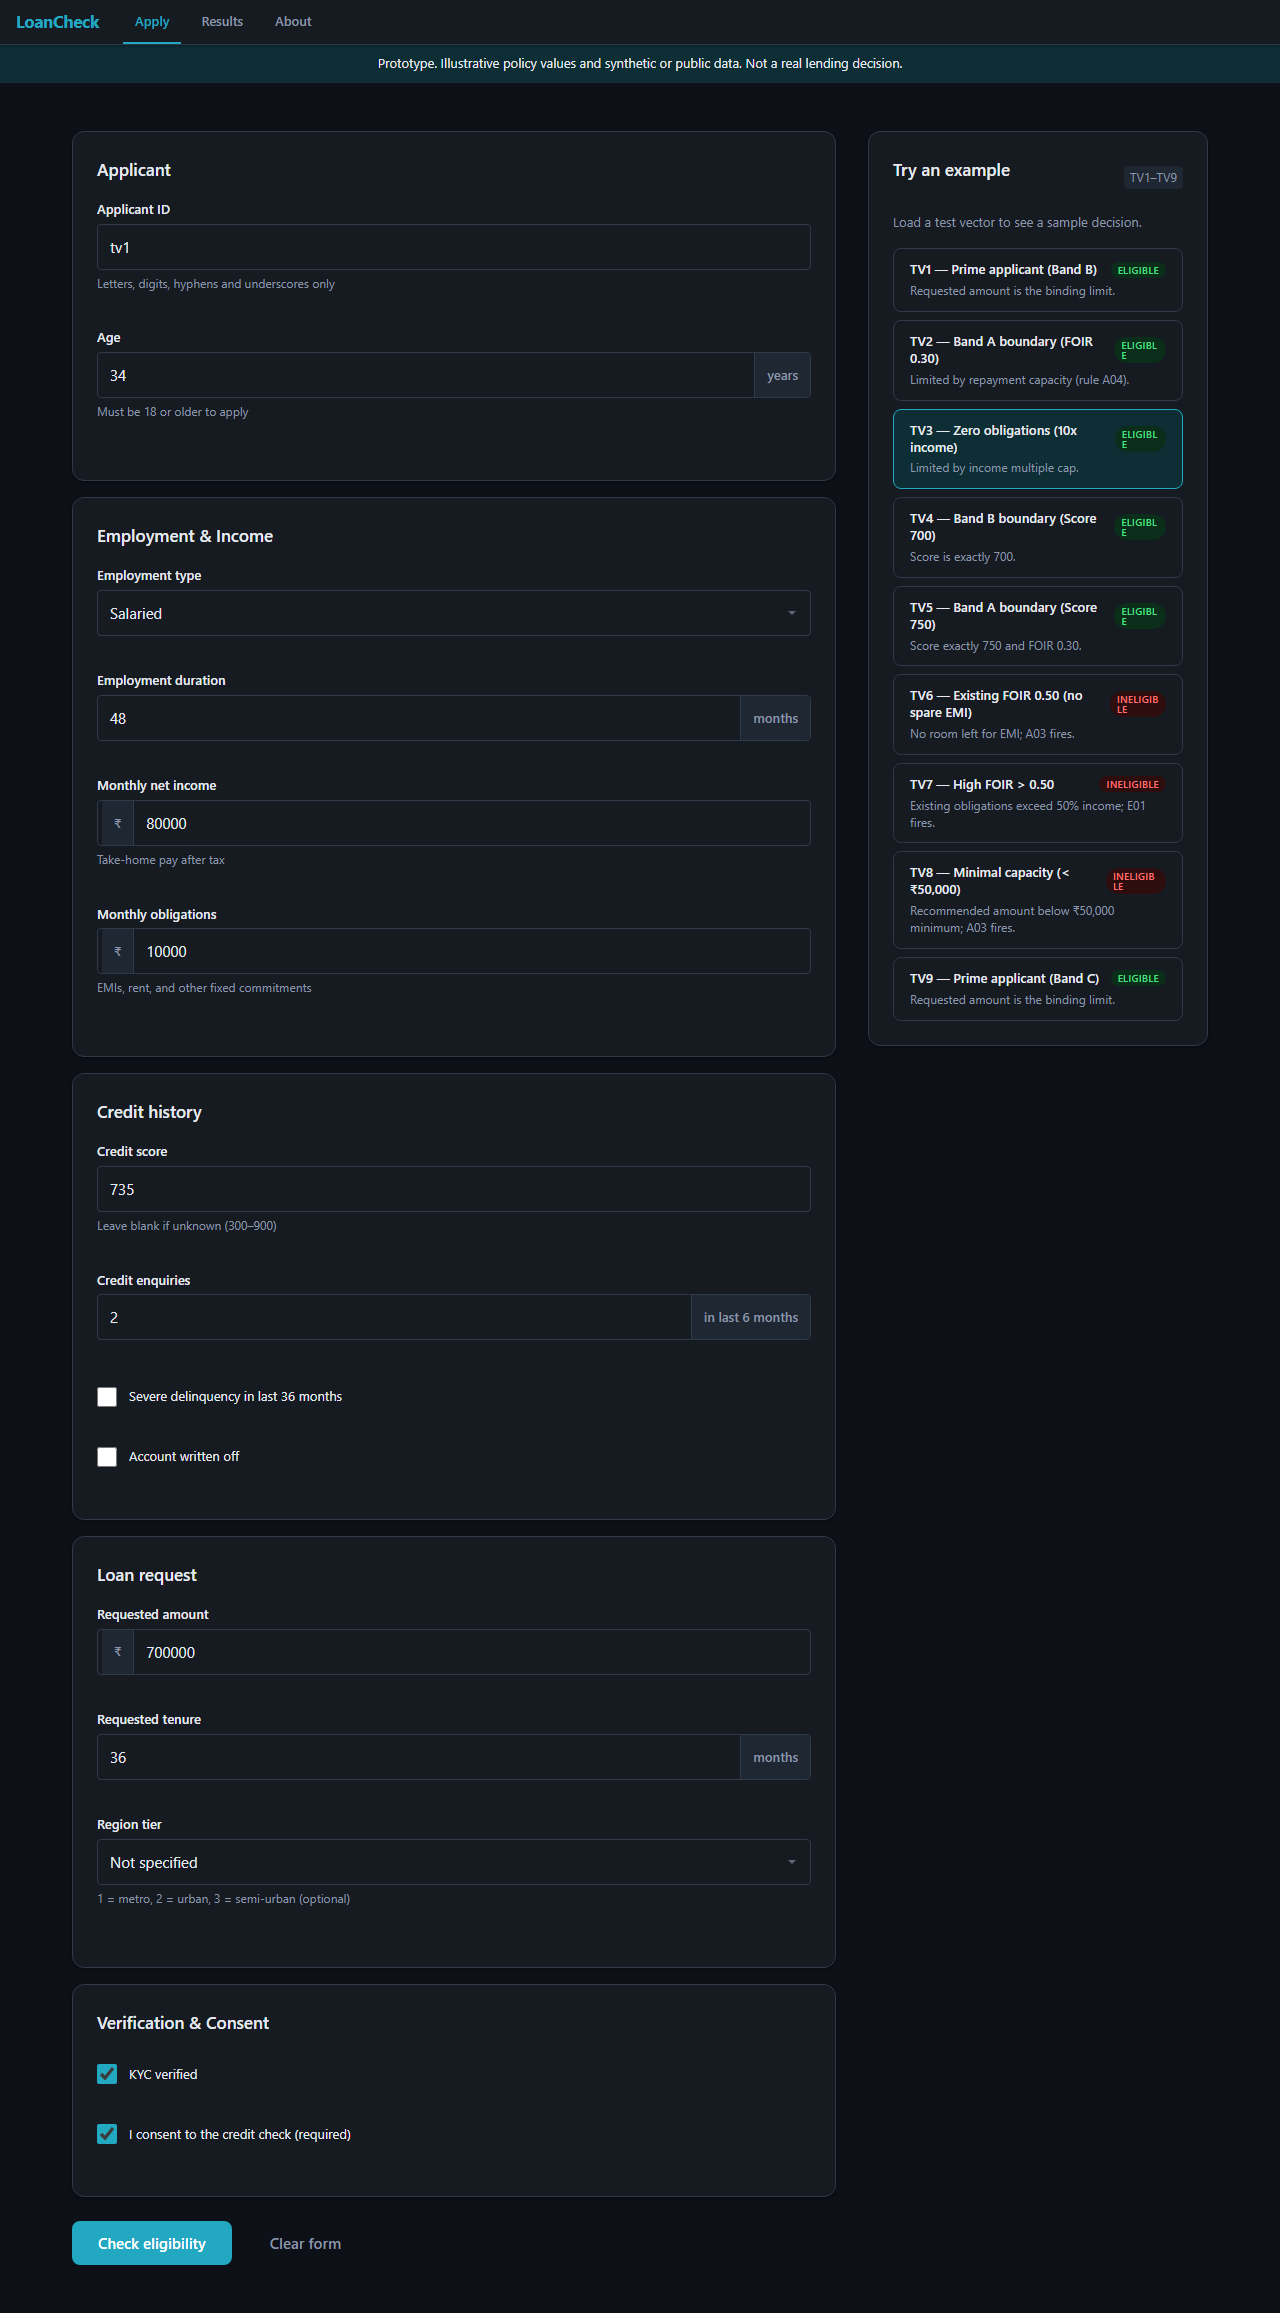 LoanCheck
Apply
Results
About
Prototype. Illustrative policy values and synthetic or public data. Not a real lending decision.
Applicant
Applicant ID
tv1
Letters, digits, hyphens and underscores only
Age
34
years
Must be 18 or older to apply
Employment & Income
Employment type
Salaried
Employment duration
48
months
Monthly net income
₹
80000
Take-home pay after tax
Monthly obligations
₹
10000
EMIs, rent, and other fixed commitments
Credit history
Credit score
735
Leave blank if unknown (300–900)
Credit enquiries
2
in last 6 months
Severe delinquency in last 36 months
Account written off
Loan request
Requested amount
₹
700000
Requested tenure
36
months
Region tier
Not specified
1 = metro, 2 = urban, 3 = semi-urban (optional)
Verification & Consent
KYC verified
I consent to the credit check (required)
Check eligibility
Clear form
Try an example
TV1–TV9
Load a test vector to see a sample decision.
TV1 — Prime applicant (Band B)
ELIGIBLE
Requested amount is the binding limit.
TV2 — Band A boundary (FOIR
0.30)
ELIGIBL
E
Limited by repayment capacity (rule A04).
TV3 — Zero obligations (10x
income)
ELIGIBL
E
Limited by income multiple cap.
TV4 — Band B boundary (Score
700)
ELIGIBL
E
Score is exactly 700.
TV5 — Band A boundary (Score
750)
ELIGIBL
E
Score exactly 750 and FOIR 0.30.
TV6 — Existing FOIR 0.50 (no
spare EMI)
INELIGIB
LE
No room left for EMI; A03 fires.
TV7 — High FOIR > 0.50
INELIGIBLE
Existing obligations exceed 50% income; E01
fires.
TV8 — Minimal capacity (<
₹50,000)
INELIGIB
LE
Recommended amount below ₹50,000
minimum; A03 fires.
TV9 — Prime applicant (Band C)
ELIGIBLE
Requested amount is the binding limit.